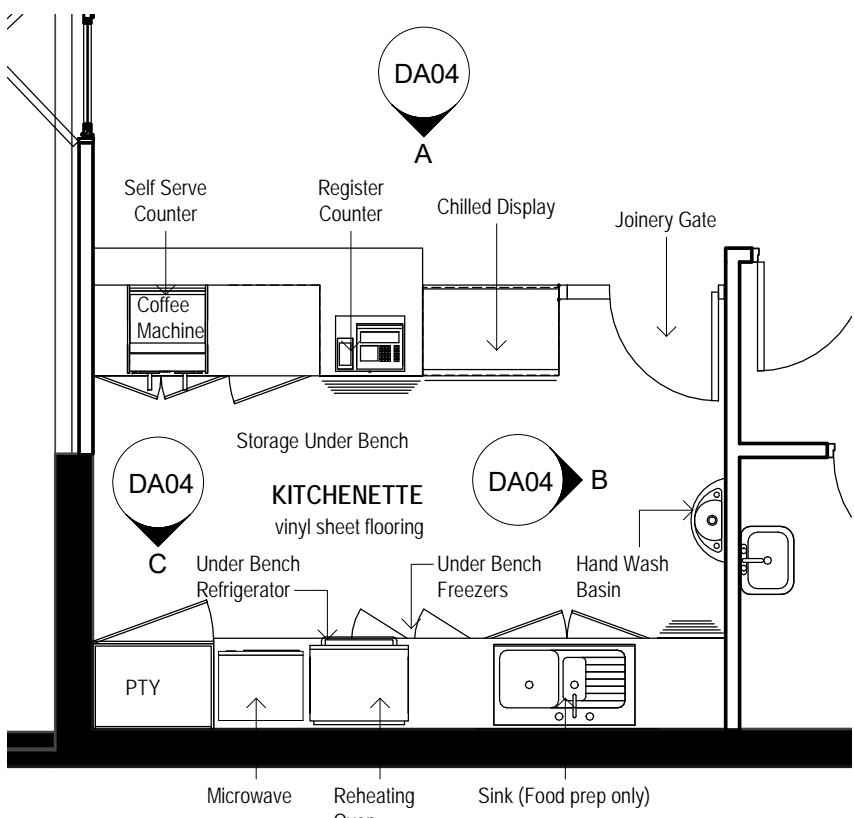 DA04
A
Self Serve
Counter
Register
Counter
Chilled Display
Joinery Gate
Coffee
Machine
Storage Under Bench
DA04
C
KITCHENETTE
vinyl sheet flooring
DA04
B
Under Bench
Refrigerator
Under Bench
Freezers
Hand Wash
Basin
PTY
Microwave
Reheating
Oven
Sink (Food prep only)